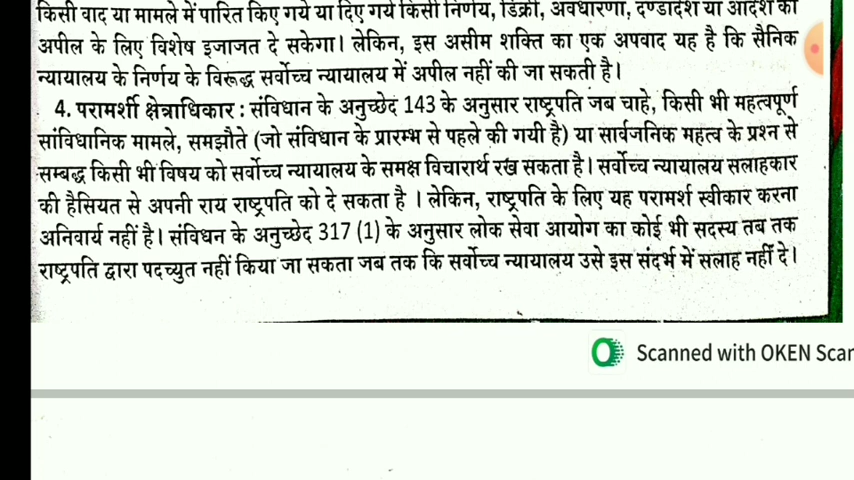 किसी वाद या मामले में पारित किए गये या दिए गये किसी निर्णय, डिक्री, अवधारणा, दण्डादेश या आदेश की
अपील के लिए विशेष इजाजत दे सकेगा। लेकिन, इस असीम शक्ति का एक अपवाद यह है कि सैनिक
न्यायालय के निर्णय के विरूद्ध सर्वोच्च न्यायालय में अपील नहीं की जा सकती है।
4. परामर्शी क्षेत्राधिकार : संविधान के अनुच्छेद 143 के अनुसार राष्ट्रपति जब चाहे, किसी भी महत्वपूर्ण
सांविधानिक मामले, समझौते (जो संविधान के प्रारम्भ से पहले की गयी है) या सार्वजनिक महत्व के प्रश्न से
सम्बद्ध किसी भी विषय को सर्वोच्च न्यायालय के समक्ष विचारार्थ रख सकता है। सर्वोच्च न्यायालय सलाहकार
की हैसियत से अपनी राय राष्ट्रपति को दे सकता है । लेकिन, राष्ट्रपति के लिए यह परामर्श स्वीकार करना
अनिवार्य नहीं है। संविधन के अनुच्छेद 317 (1) के अनुसार लोक सेवा आयोग का कोई भी सदस्य तब तक
राष्ट्रपति द्वारा पदच्युत नहीं किया जा सकता जब तक कि सर्वोच्च न्यायालय उसे इस संदर्भ में सलाह नहीं दे।
Scanned with OKEN Scan